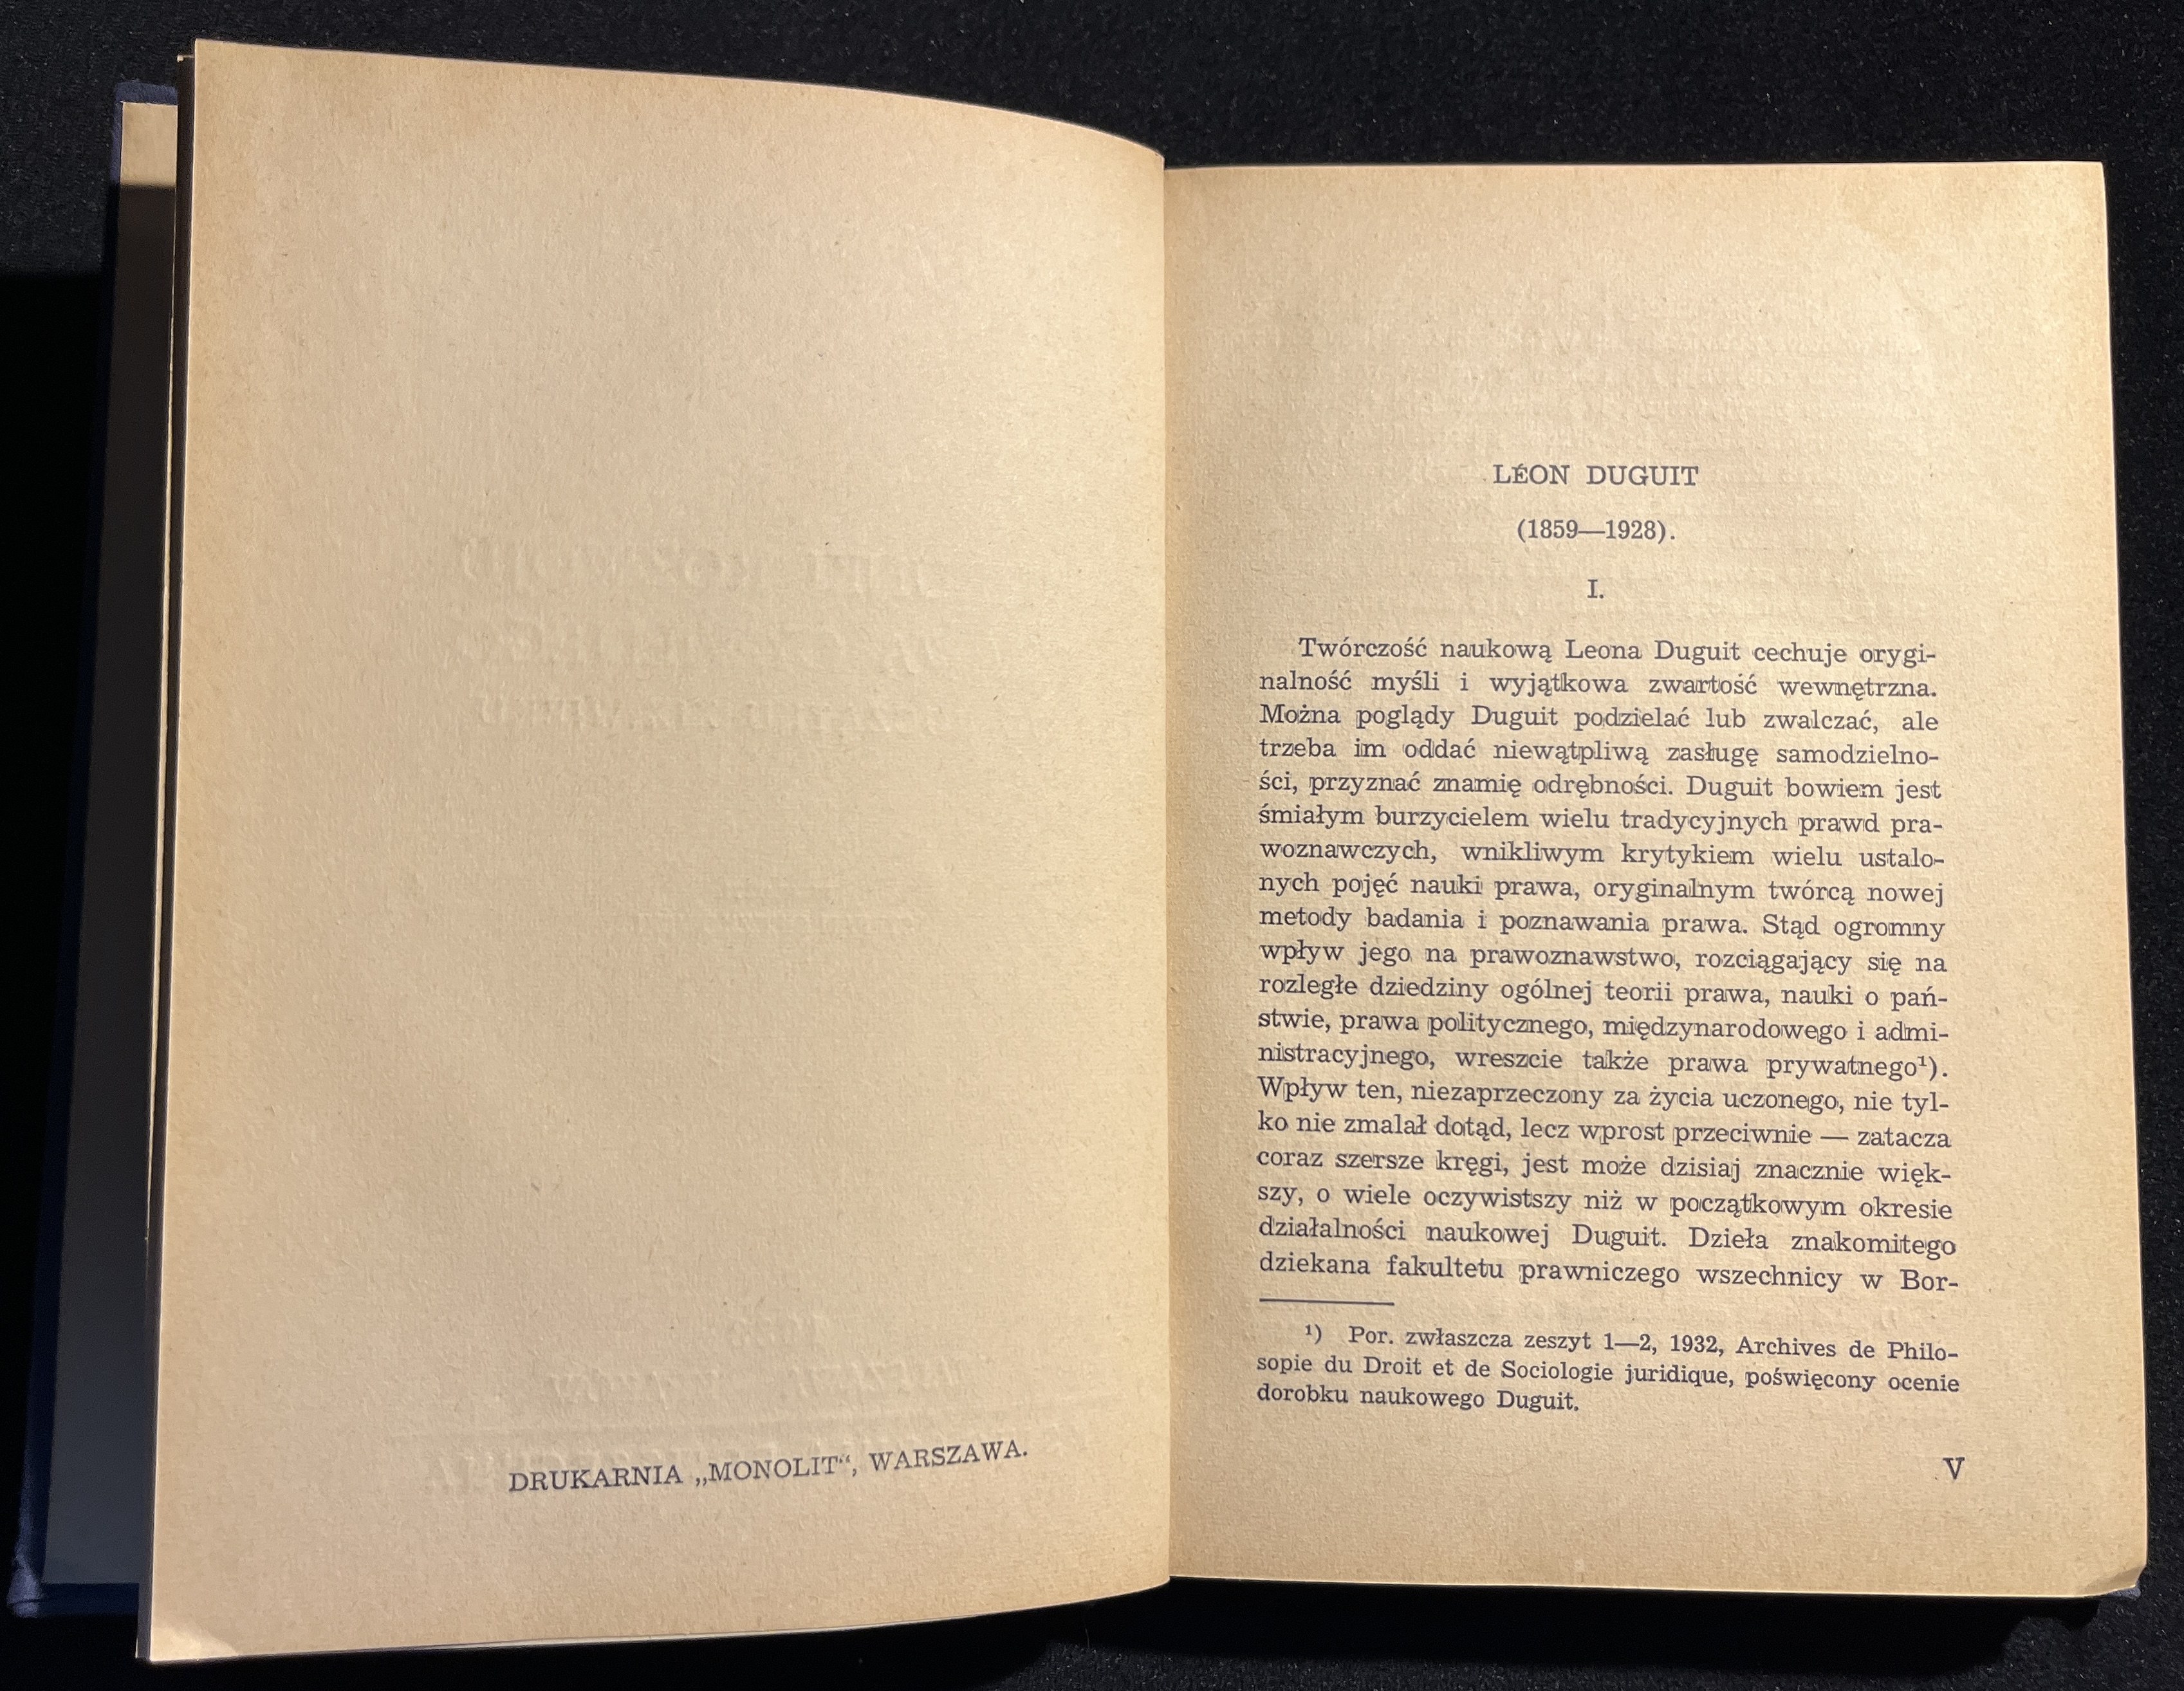 DRUKARNIA „MONOLIT“, WARSZAWA.
LÉON DUGUIT
(1859—1928).
I.
Twórczość naukową Leona Duguit cechuje orygi-
nalność myśli i wyjątkowa zwartość wewnętrzna.
Można poglądy Duguit podzielać lub zwalczać, ale
trzeba im oddać niewątpliwą zasługę samodzielno-
ści, przyznać znamię odrębności. Duguit bowiem jest
śmiałym burzycielem wielu tradycyjnych prawd pra-
woznawczych, wnikliwym krytykiem wielu ustalo-
nych pojęć nauki prawa, oryginalnym twórcą nowej
metody badania i poznawania prawa. Stąd ogromny
wpływ jego na prawoznawstwo, rozciągający się na
rozległe dziedziny ogólnej teorii prawa, nauki o pań-
stwie, prawa politycznego, międzynarodowego i admi-
nistracyjnego, wreszcie także prawa prywatnego¹).
Wpływ ten, niezaprzeczony za życia uczonego, nie tyl-
ko nie zmalał dotąd, lecz wprost przeciwnie — zatacza
coraz szersze kręgi, jest może dzisiaj znacznie więk-
szy, o wiele oczywistszy niż w początkowym okresie
działalności naukowej Duguit. Dzieła znakomitego
dziekana fakultetu prawniczego wszechnicy w Bor-
¹) Por. zwłaszcza zeszyt 1—2, 1932, Archives de Philo-
sopie du Droit et de Sociologie juridique, poświęcony ocenie
dorobku naukowego Duguit.
V